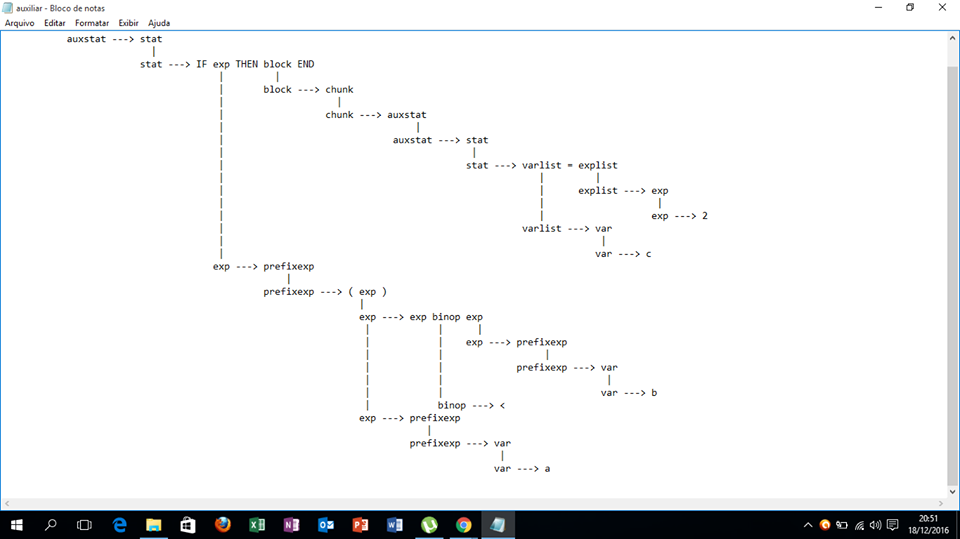 auxiliar - Bloco de notas
Arquivo Editar Formatar Exibir Ajuda
auxstat ---> stat
|
stat ---> IF exp THEN block END
| |
| block ---> chunk
| |
| chunk ---> auxstat
| |
| auxstat ---> stat
| |
| stat ---> varlist = explist
| | |
| | explist ---> exp
| | |
| | exp ---> 2
| varlist ---> var
| |
| var ---> c
exp ---> prefixexp
|
prefixexp ---> ( exp )
|
exp ---> exp binop exp
| | |
| | exp ---> prefixexp
| | |
| | prefixexp ---> var
| | |
| | var ---> b
| binop ---> <
exp ---> prefixexp
|
prefixexp ---> var
|
var ---> a
20:51
18/12/2016